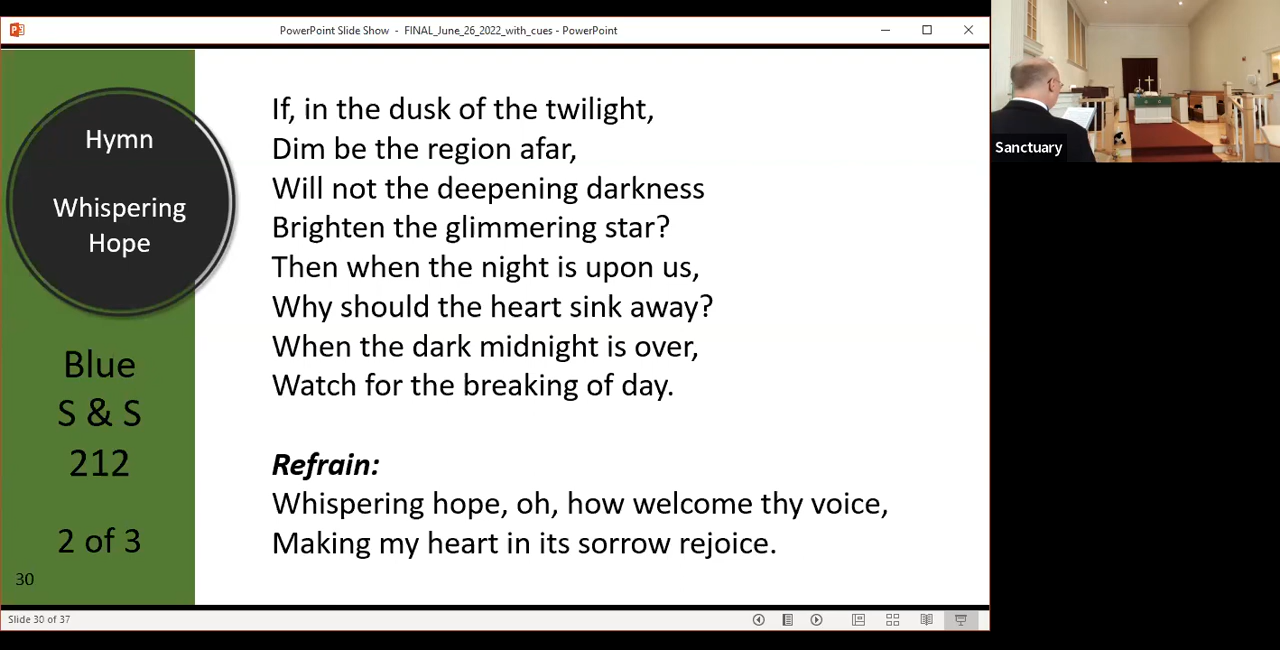 PowerPoint Slide Show - FINAL_June_26_2022_with_cues - PowerPoint
Hymn
Whispering
Hope
Blue
S & S
212
2 of 3
30
If, in the dusk of the twilight,
Dim be the region afar,
Will not the deepening darkness
Brighten the glimmering star?
Then when the night is upon us,
Why should the heart sink away?
When the dark midnight is over,
Watch for the breaking of day.
Refrain:
Whispering hope, oh, how welcome thy voice,
Making my heart in its sorrow rejoice.
Slide 30 of 37
Sanctuary